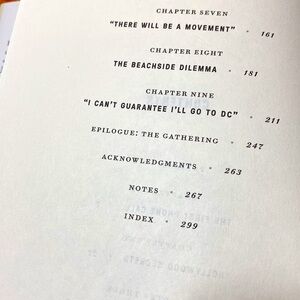 CHAPTER SEVEN
"THERE WILL BE A MOVEMENT" • 161
CHAPTER EIGHT
THE BEACHSIDE DILEMMA • 181
CHAPTER NINE
"I CAN'T GUARANTEE I'LL GO TO DC" • 211
EPILOGUE: THE GATHERING • 247
ACKNOWLEDGMENTS • 263
NOTES • 267
INDEX • 299